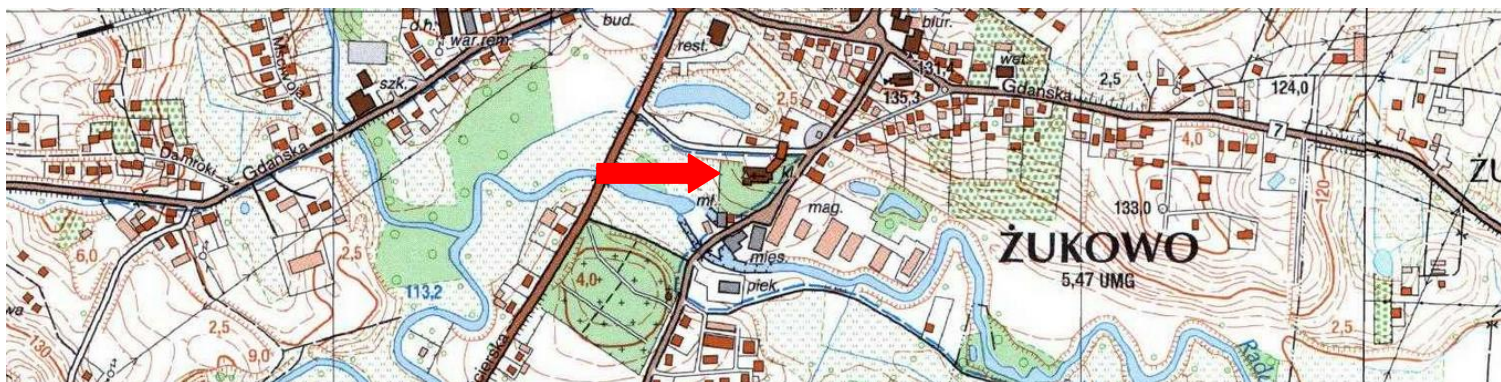 bud.
biur.
d.h.
war.rem.
rest.
szk.
wet.
131,4
2,5
124,0
135,3
Gdańska
2,5
7
4,0
Gdańska
kl.
ŻU
mł.
mag.
133,0
120
6,0
2,5
ŻUKOWO
mies.
5,47 UMG
4,0
113,2
piek.
2,5
2,5
130
9,0